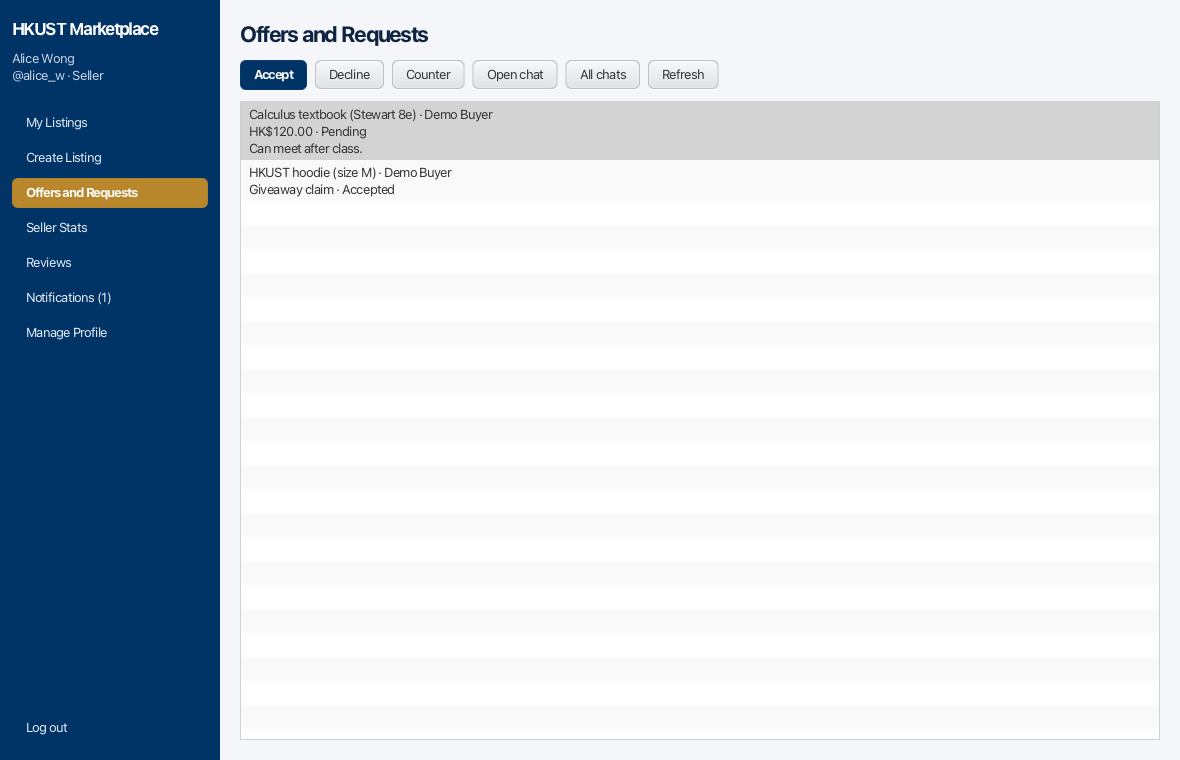 HKUST Marketplace
Alice Wong
@alice_w · Seller
My Listings
Create Listing
Offers and Requests
Seller Stats
Reviews
Notifications (1)
Manage Profile
Log out
Offers and Requests
Accept
Decline
Counter
Open chat
All chats
Refresh
Calculus textbook (Stewart 8e) · Demo Buyer
HK$120.00 · Pending
Can meet after class.
HKUST hoodie (size M) · Demo Buyer
Giveaway claim · Accepted